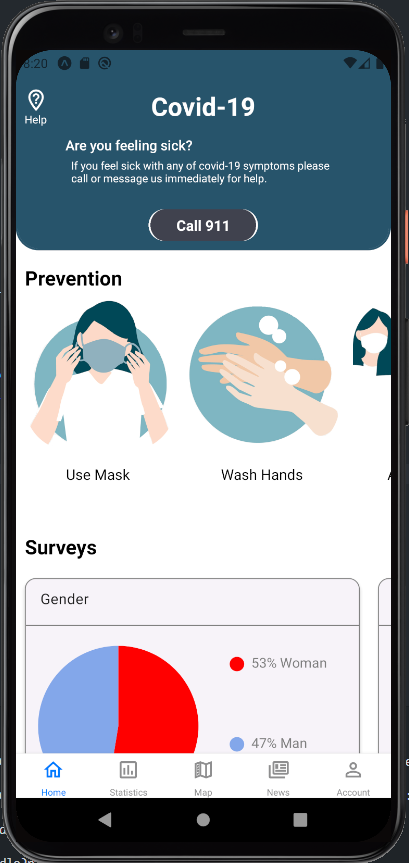 8:20
Covid-19
Help
Are you feeling sick?
If you feel sick with any of covid-19 symptoms please
call or message us immediately for help.
Call 911
Prevention
Use Mask
Wash Hands
Surveys
Gender
53% Woman
47% Man
Home
Statistics
Map
News
Account